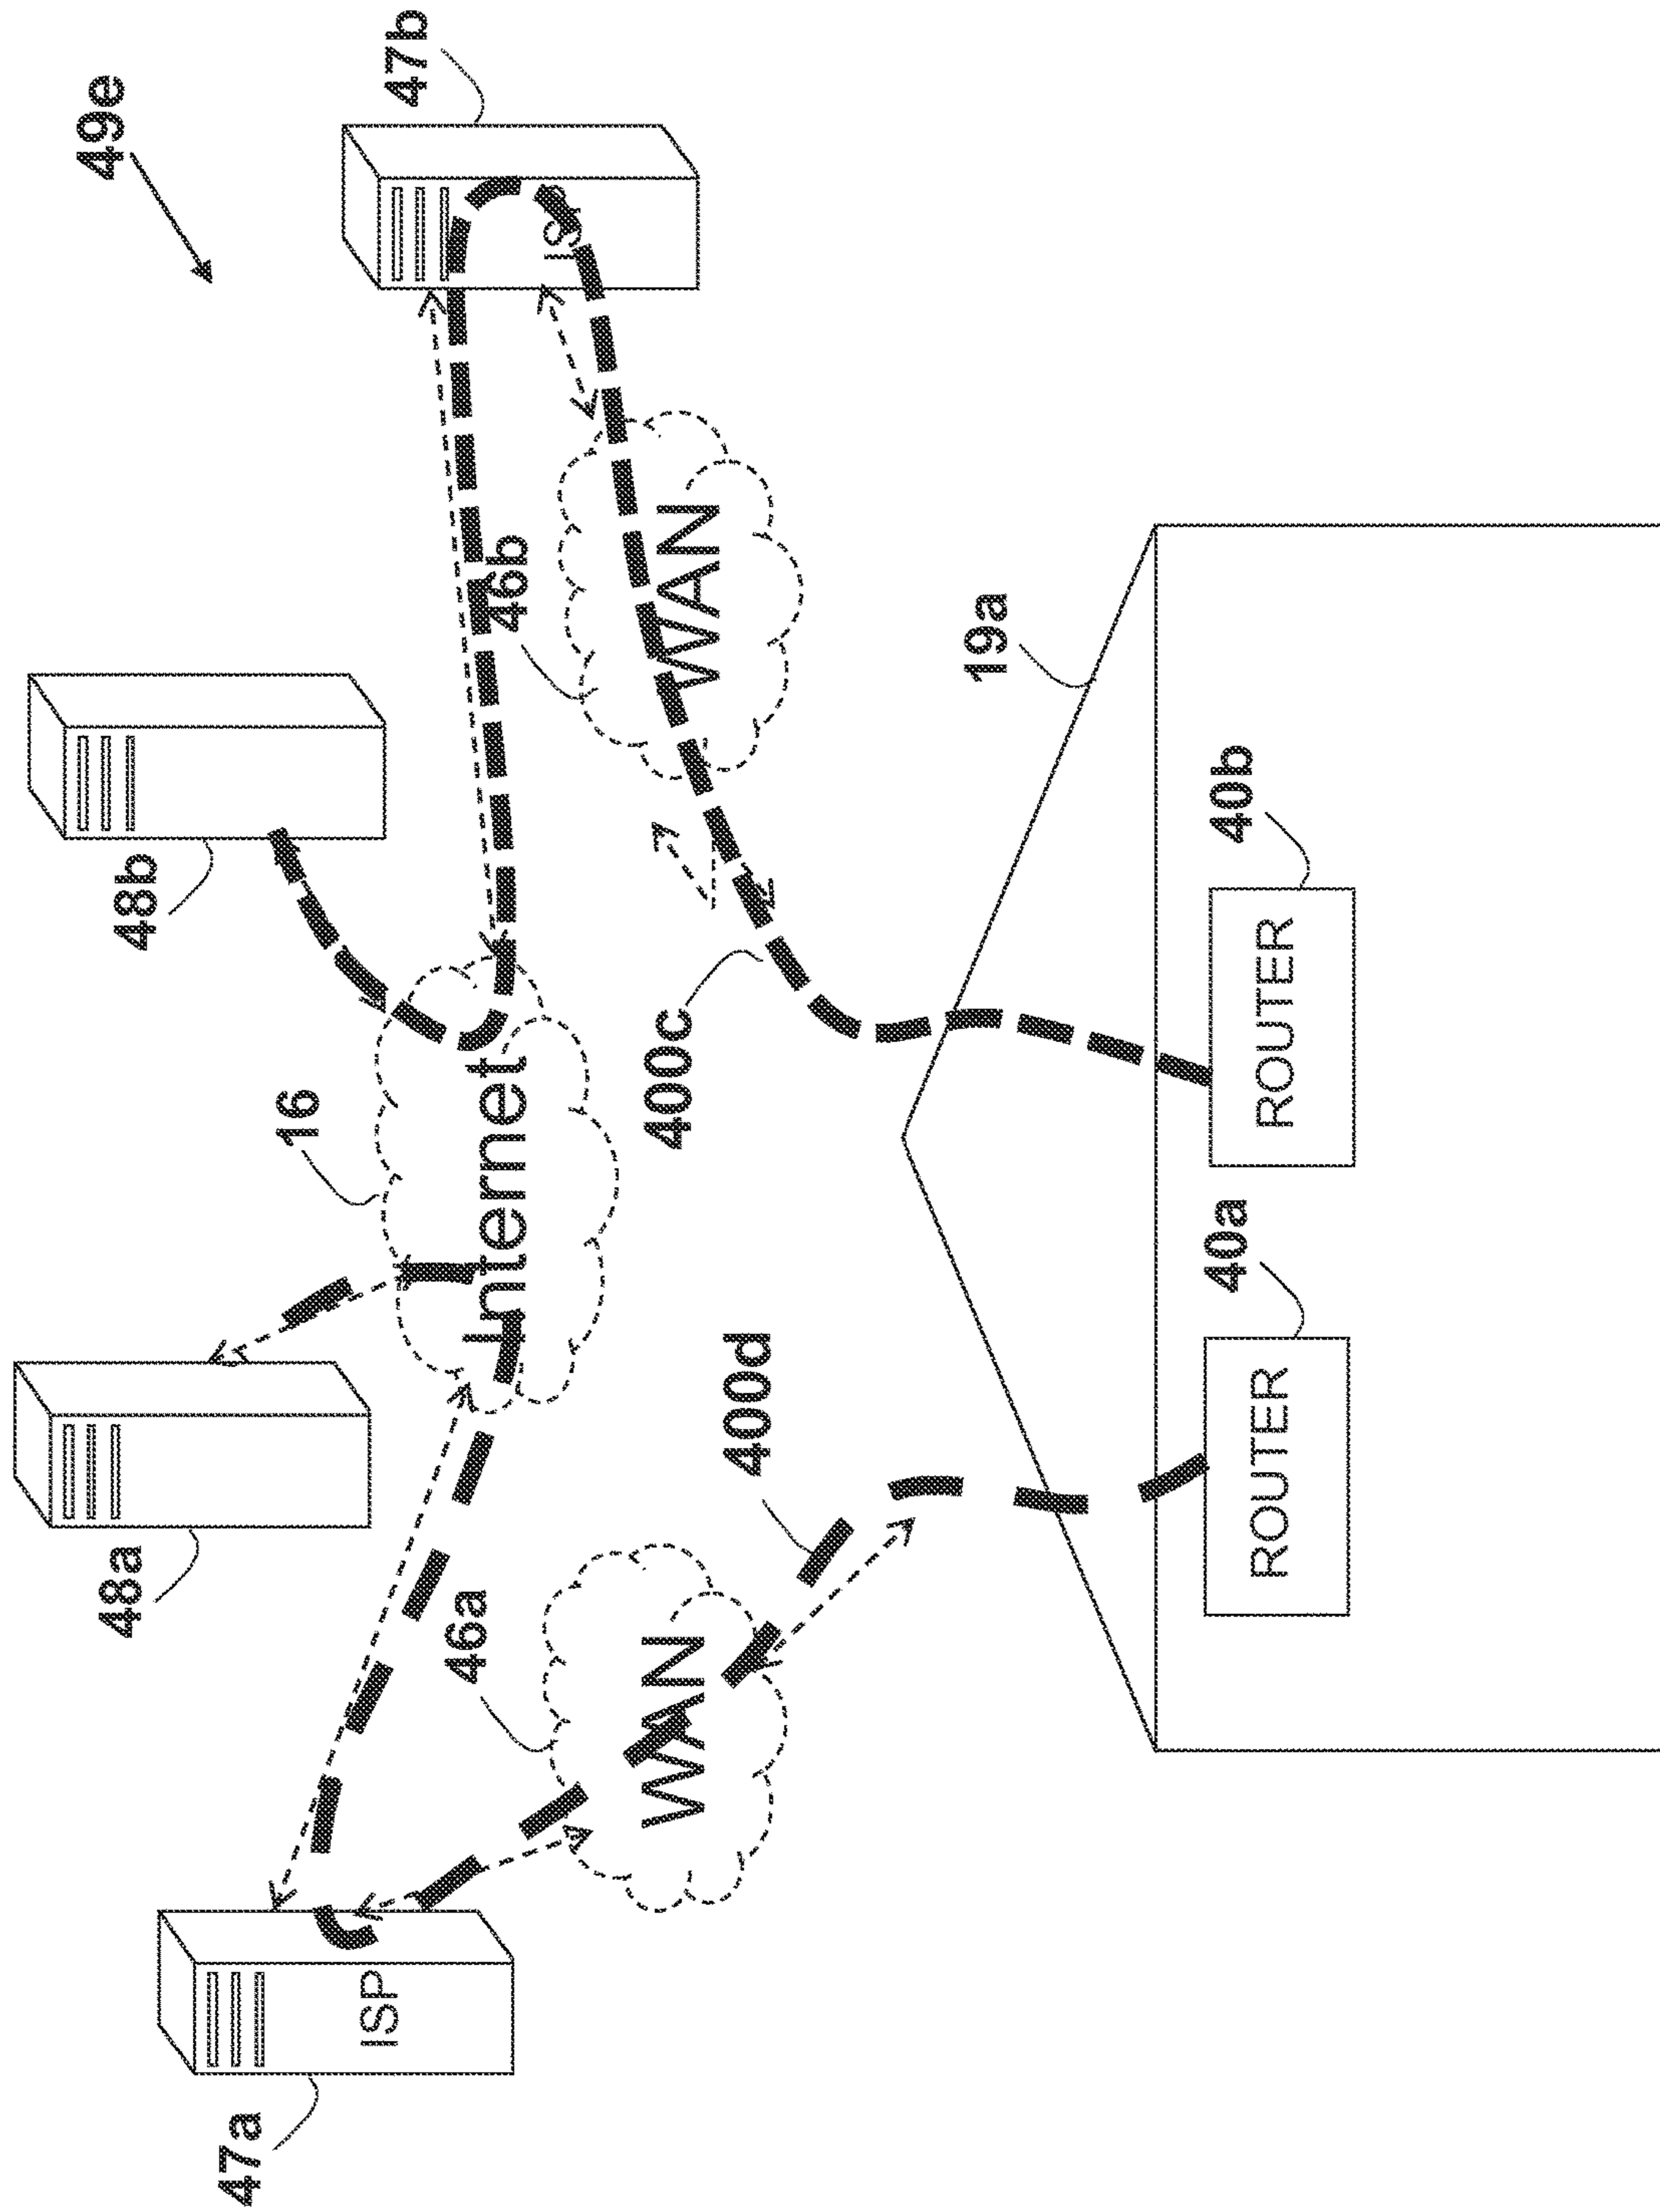 49e
48a
48b
47a
16
47b
ISP
46a
Internet
46b
ISP
WAN
WAN
400d
400c
19a
40a
40b
ROUTER
ROUTER